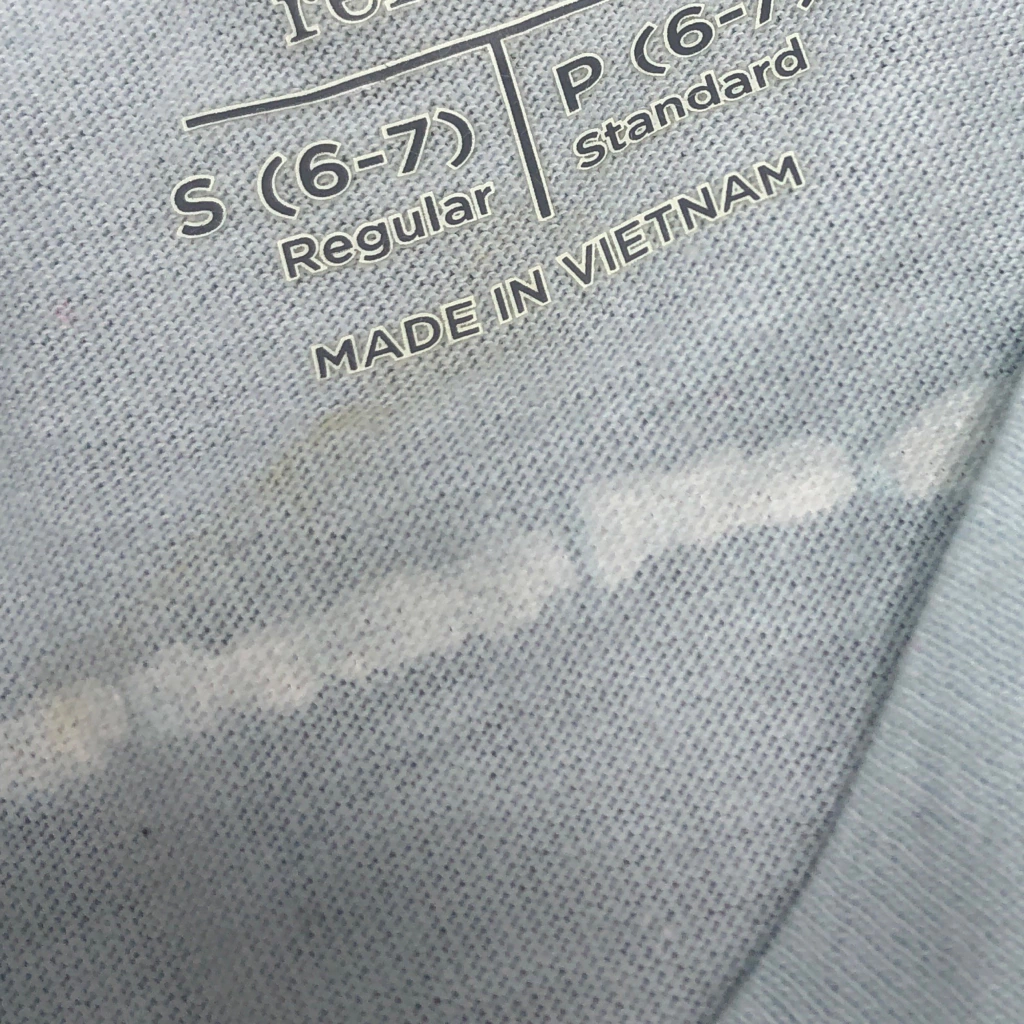 S (6-7)
Regular
P (6-7)
Standard
MADE IN VIETNAM